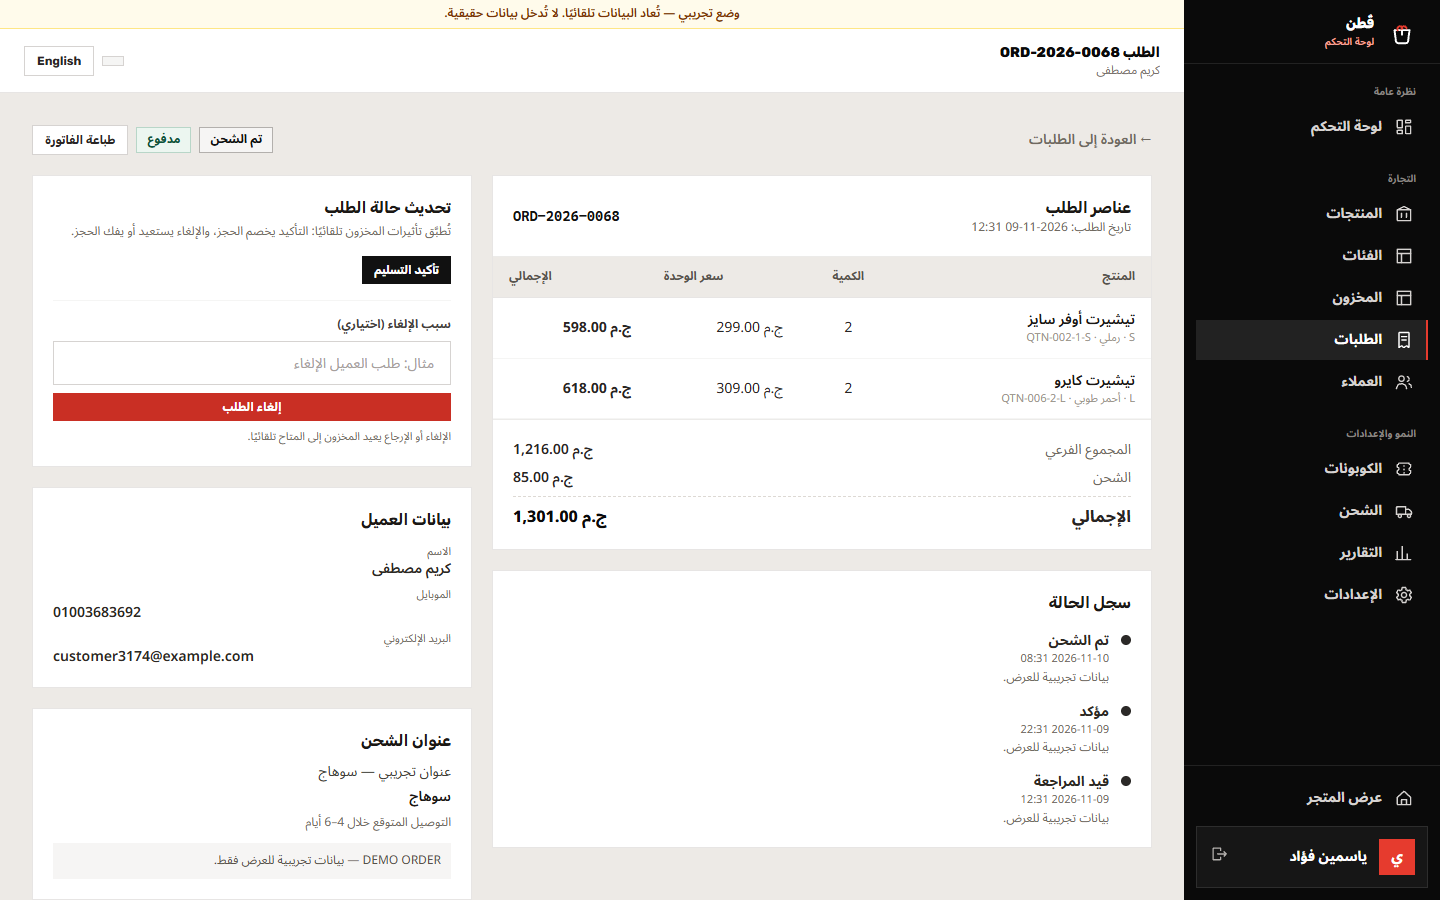 وضع تجريبي — تُعاد البيانات تلقائيًا. لا تُدخل بيانات حقيقية.
قُطن
لوحة التحكم
نظرة عامة
لوحة التحكم
التجارة
المنتجات
الفئات
المخزون
الطلبات
العملاء
النمو والإعدادات
الكوبونات
الشحن
التقارير
الإعدادات
عرض المتجر
ي
ياسمين فؤاد
الطلب ORD-2026-0068
كريم مصطفى
English
← العودة إلى الطلبات
تم الشحن
مدفوع
طباعة الفاتورة
عناصر الطلب
تاريخ الطلب: 2026-11-09 12:31
ORD-2026-0068
المنتج الكمية سعر الوحدة الإجمالي
تيشيرت أوفر سايز 2 299.00 ج.م 598.00 ج.م
S · رملي · QTN-002-1-S
تيشيرت كايرو 2 309.00 ج.م 618.00 ج.م
L · أحمر طوبي · QTN-006-2-L
المجموع الفرعي 1,216.00 ج.م
الشحن 85.00 ج.م
الإجمالي 1,301.00 ج.م
سجل الحالة
تم الشحن
2026-11-10 08:31
بيانات تجريبية للعرض.
مؤكد
2026-11-09 22:31
بيانات تجريبية للعرض.
قيد المراجعة
2026-11-09 12:31
بيانات تجريبية للعرض.
تحديث حالة الطلب
تُطبَّق تأثيرات المخزون تلقائيًا: التأكيد يخصم الحجز، والإلغاء يستعيد أو يفك الحجز.
تأكيد التسليم
سبب الإلغاء (اختياري)
مثال: طلب العميل الإلغاء
إلغاء الطلب
الإلغاء أو الإرجاع يعيد المخزون إلى المتاح تلقائيًا.
بيانات العميل
الاسم
كريم مصطفى
الموبايل
01003683692
البريد الإلكتروني
customer3174@example.com
عنوان الشحن
عنوان تجريبي — سوهاج
سوهاج
التوصيل المتوقع خلال 4–6 أيام
DEMO ORDER — بيانات تجريبية للعرض فقط.